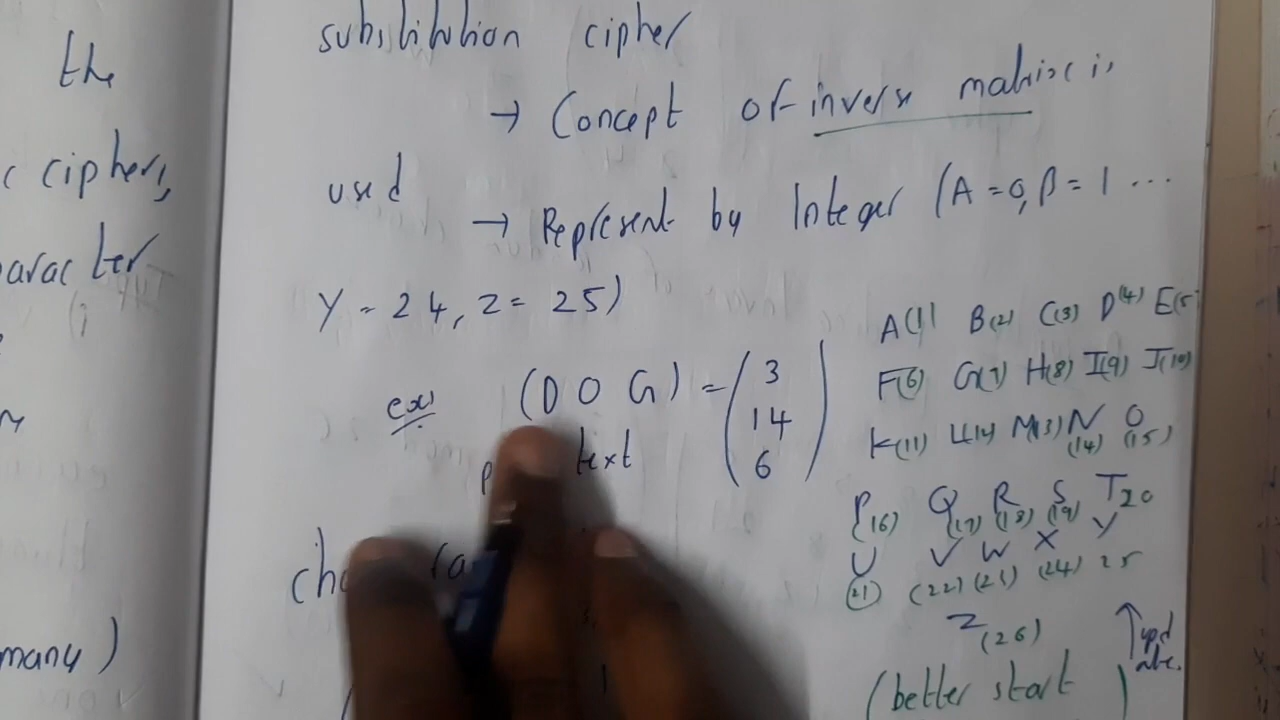 the
substitution cipher
→ Concept of inverse matrix is
cipher,
used
→ Represent by Integer (A = 0, B = 1 ...
aracter
Y = 24, Z = 25)
ex: (D O G) = (3 14 6)
text
many)
A(1) B(2) C(3) D(4) E(5)
F(6) G(7) H(8) I(9) J(10)
K(11) L(12) M(13) N(14) O(15)
P(16) Q(17) R(18) S(19) T20
U V W X Y
(21) (22) (23) (24) 25
Z(26)
(better start )